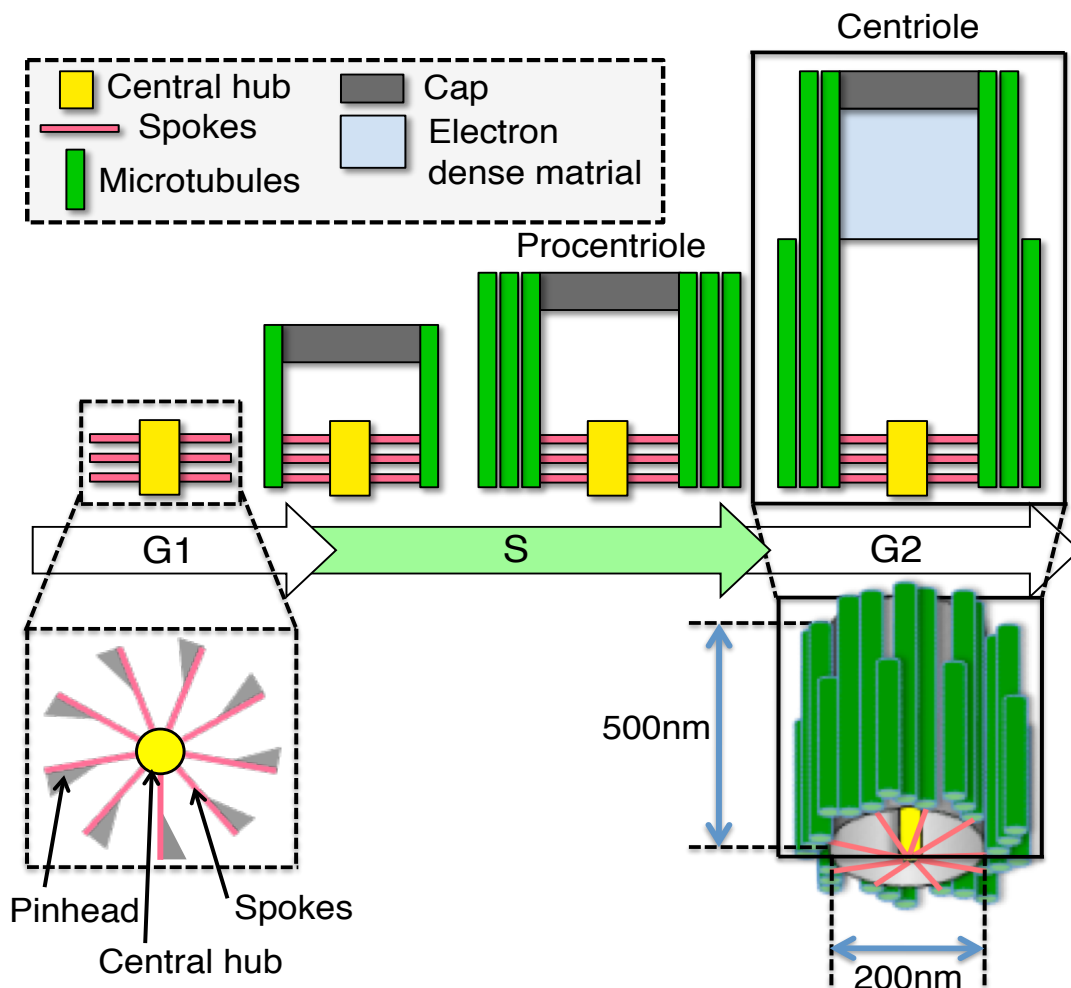 Centriole
Central hub
Cap
Spokes
Electron
dense matrial
Microtubules
Procentriole
G1
S
G2
500nm
Pinhead
Spokes
Central hub
200nm